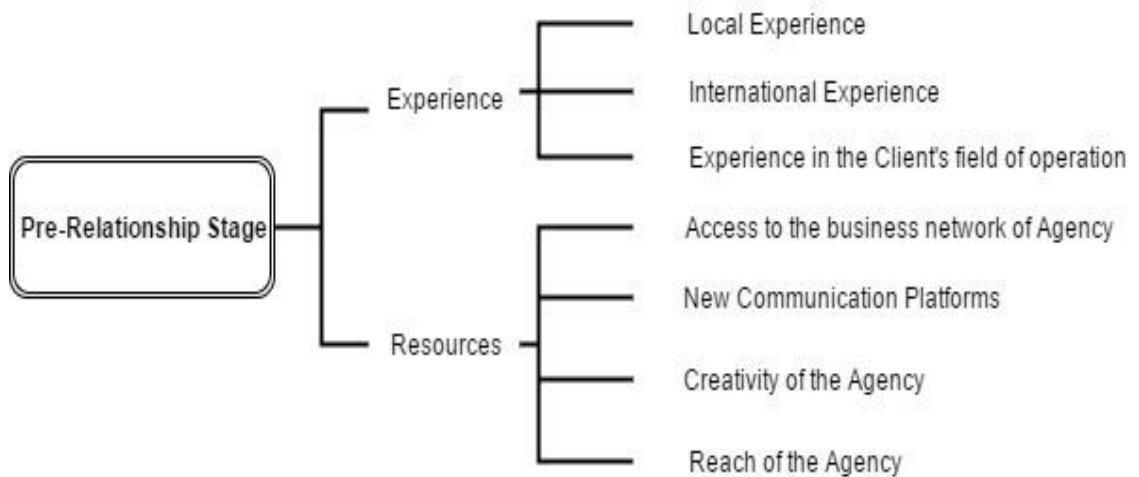 Pre-Relationship Stage
Experience
Local Experience
International Experience
Experience in the Client's field of operation
Resources
Access to the business network of Agency
New Communication Platforms
Creativity of the Agency
Reach of the Agency